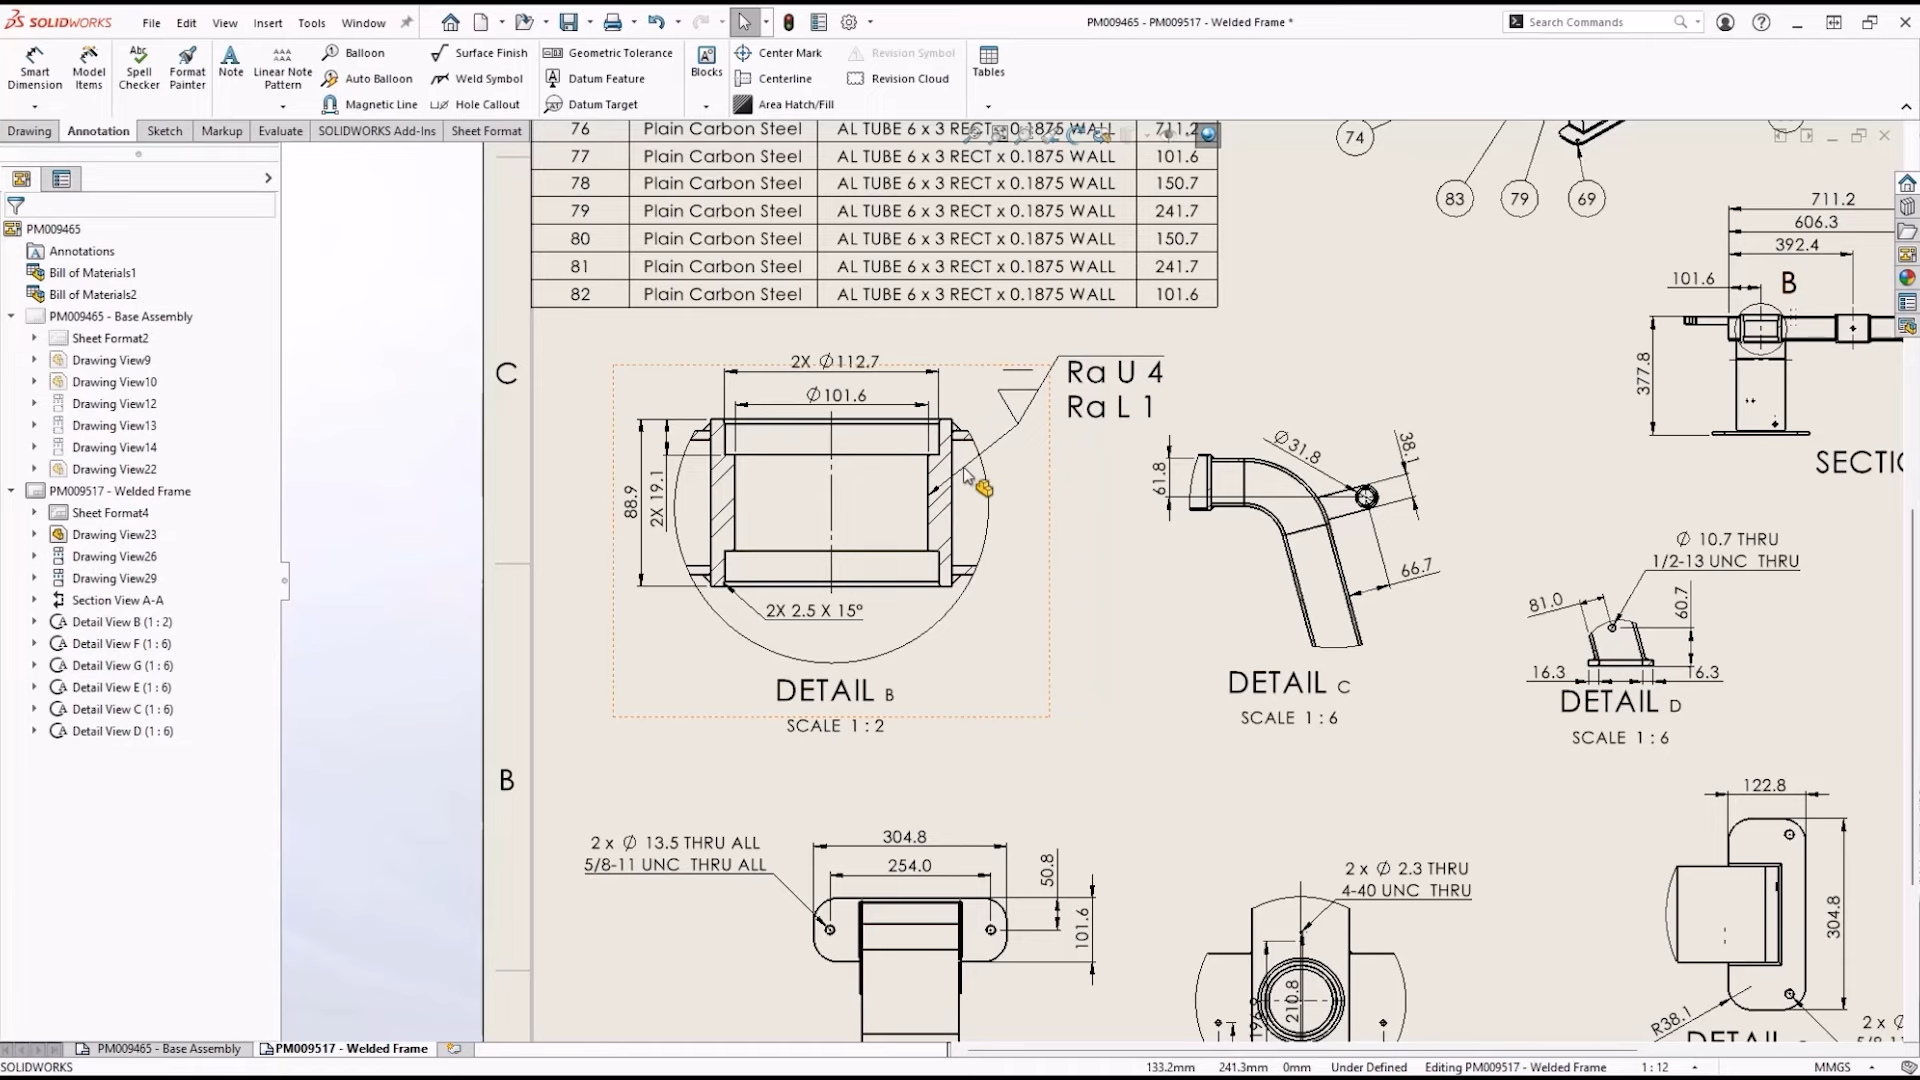 SOLIDWORKS File Edit View Insert Tools Window
PM009465 - PM009517 - Welded Frame *
Search Commands
Smart Dimension
Model Items
Spell Checker
Format Painter
Note
Linear Note Pattern
Balloon
Auto Balloon
Magnetic Line
Surface Finish
Weld Symbol
Hole Callout
Geometric Tolerance
Datum Feature
Datum Target
Blocks
Center Mark
Centerline
Area Hatch/Fill
Revision Symbol
Revision Cloud
Tables
Drawing Annotation Sketch Markup Evaluate SOLIDWORKS Add-Ins Sheet Format
PM009465
Annotations
Bill of Materials1
Bill of Materials2
PM009465 - Base Assembly
Sheet Format2
Drawing View9
Drawing View10
Drawing View12
Drawing View13
Drawing View14
Drawing View22
PM009517 - Welded Frame
Sheet Format4
Drawing View23
Drawing View26
Drawing View29
Section View A-A
Detail View B (1 : 2)
Detail View F (1 : 6)
Detail View G (1 : 6)
Detail View E (1 : 6)
Detail View C (1 : 6)
Detail View D (1 : 6)
76 Plain Carbon Steel AL TUBE 6 x 3 RECT x 0.1875 WALL 711.2
77 Plain Carbon Steel AL TUBE 6 x 3 RECT x 0.1875 WALL 101.6
78 Plain Carbon Steel AL TUBE 6 x 3 RECT x 0.1875 WALL 150.7
79 Plain Carbon Steel AL TUBE 6 x 3 RECT x 0.1875 WALL 241.7
80 Plain Carbon Steel AL TUBE 6 x 3 RECT x 0.1875 WALL 150.7
81 Plain Carbon Steel AL TUBE 6 x 3 RECT x 0.1875 WALL 241.7
82 Plain Carbon Steel AL TUBE 6 x 3 RECT x 0.1875 WALL 101.6
74
83 79 69
711.2
606.3
392.4
101.6
B
377.8
SECTIO
C
2X ∅112.7
∅101.6
Ra U 4
Ra L 1
88.9
2X 19.1
2X 2.5 X 15°
DETAIL B
SCALE 1 : 2
61.8
∅31.8
38.1
66.7
DETAIL C
SCALE 1 : 6
∅ 10.7 THRU
1/2-13 UNC THRU
81.0
60.7
16.3
16.3
DETAIL D
SCALE 1 : 6
B
2 x ∅ 13.5 THRU ALL
5/8-11 UNC THRU ALL
304.8
254.0
50.8
101.6
2 x ∅ 2.3 THRU
4-40 UNC THRU
210.8
122.8
304.8
R38.1
2 x ∅
PM009465 - Base Assembly PM009517 - Welded Frame
SOLIDWORKS 133.2mm 241.3mm 0mm Under Defined Editing PM009517 - Welded Frame 1 : 12 MMGS